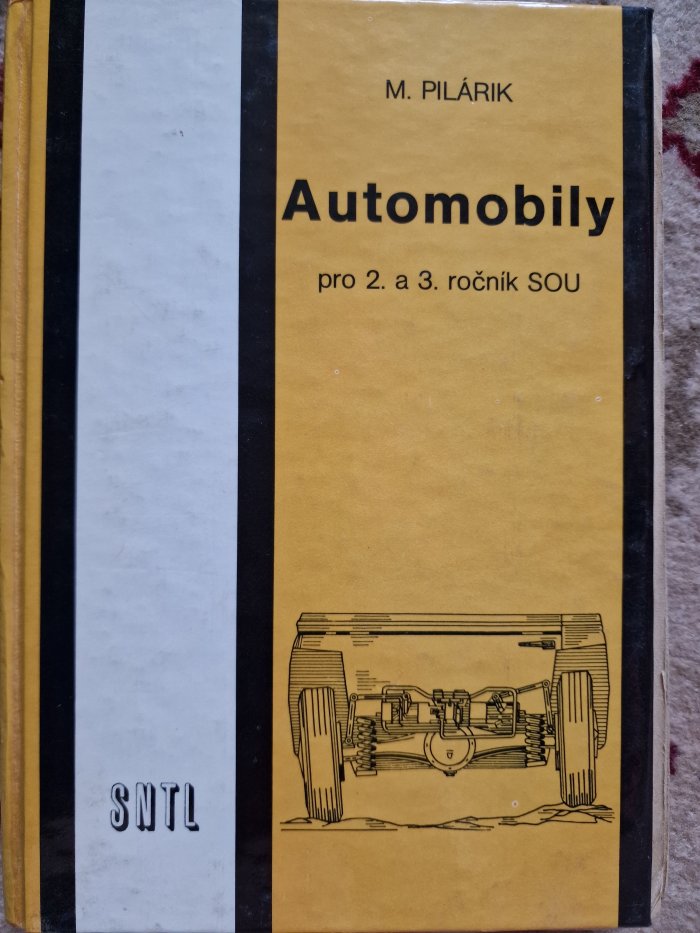 M. PILÁRIK
Automobily
pro 2. a 3. ročník SOU
SNTL